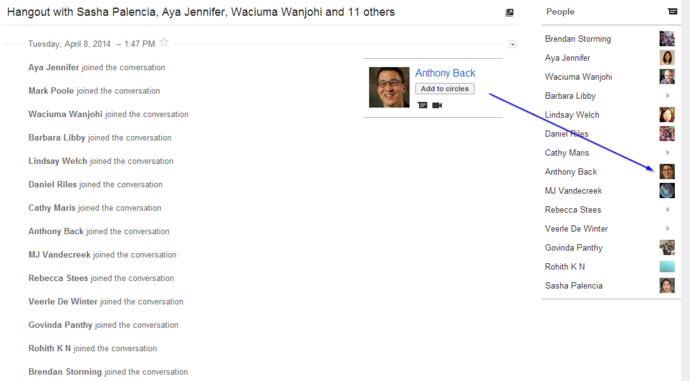 Hangout with Sasha Palencia, Aya Jennifer, Waciuma Wanjohi and 11 others
Tuesday, April 8, 2014 – 1:47 PM
Aya Jennifer joined the conversation
Mark Poole joined the conversation
Waciuma Wanjohi joined the conversation
Barbara Libby joined the conversation
Lindsay Welch joined the conversation
Daniel Riles joined the conversation
Cathy Maris joined the conversation
Anthony Back joined the conversation
MJ Vandecreek joined the conversation
Rebecca Stees joined the conversation
Veerle De Winter joined the conversation
Govinda Panthy joined the conversation
Rohith K N joined the conversation
Brendan Storming joined the conversation
Anthony Back
Add to circles
People
Brendan Storming
Aya Jennifer
Waciuma Wanjohi
Barbara Libby »
Lindsay Welch
Daniel Riles
Cathy Maris »
Anthony Back
MJ Vandecreek
Rebecca Stees »
Veerle De Winter »
Govinda Panthy
Rohith K N
Sasha Palencia